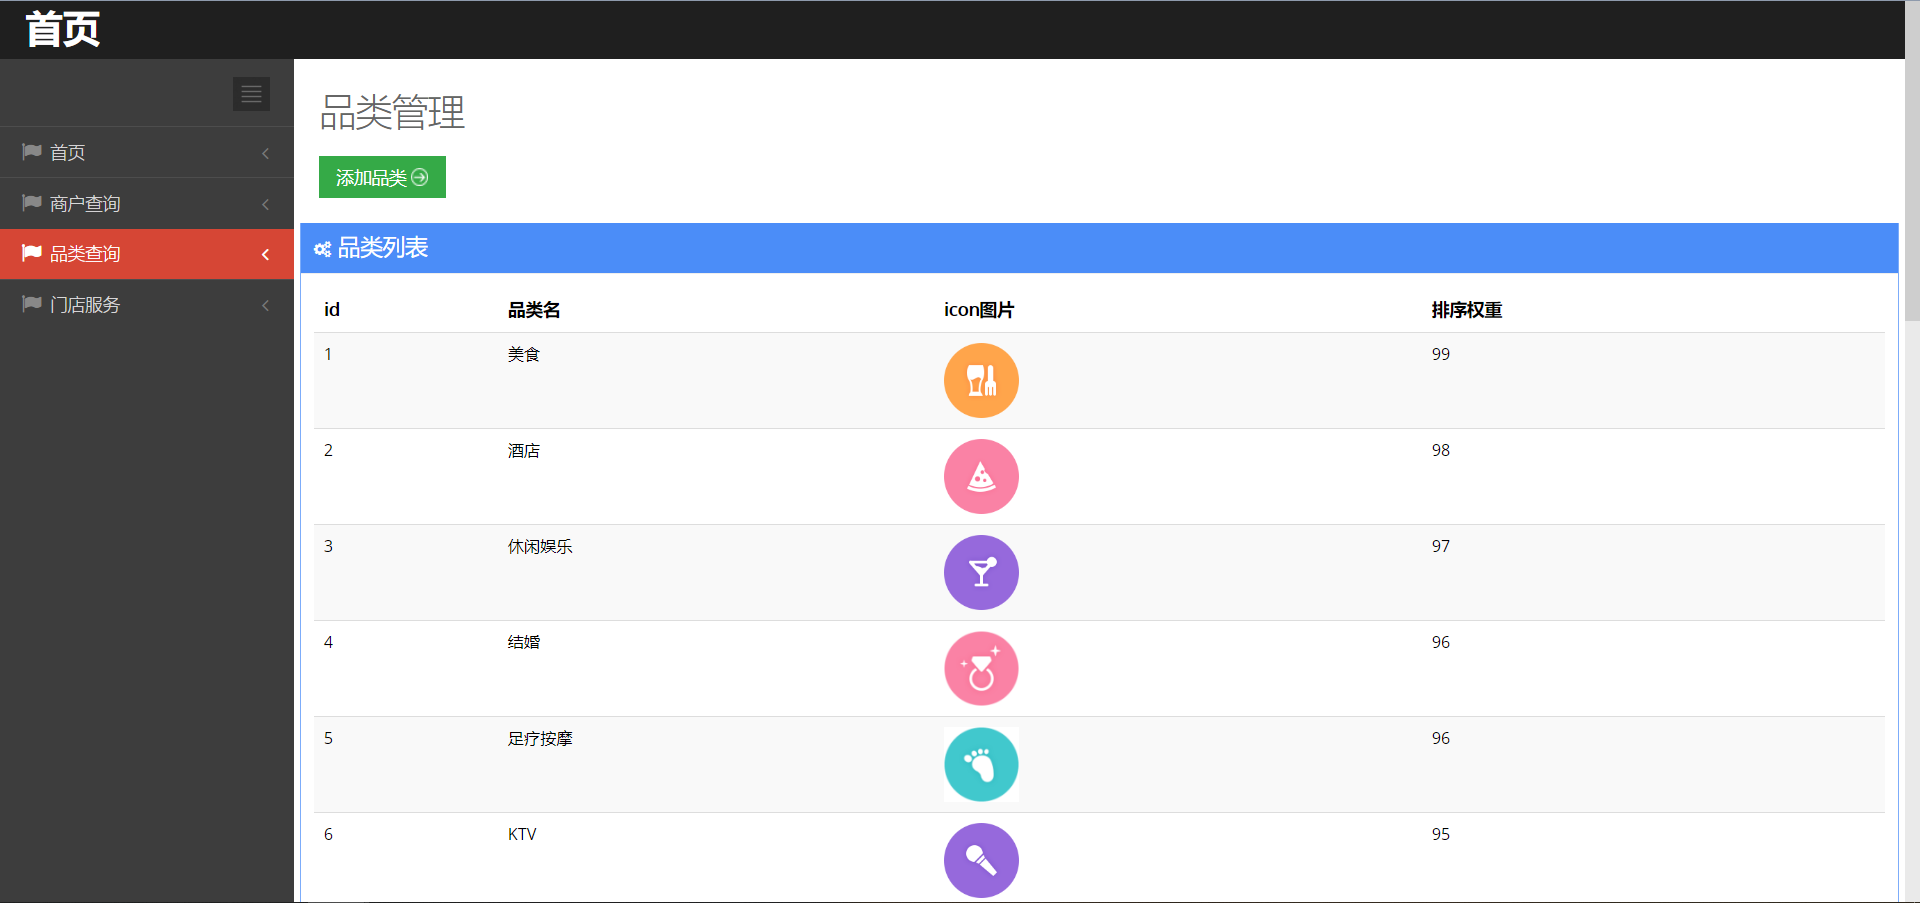 首页
首页
商户查询
品类查询
门店服务
品类管理
添加品类
品类列表
id 品类名 icon图片 排序权重
1 美食 99
2 酒店 98
3 休闲娱乐 97
4 结婚 96
5 足疗按摩 96
6 KTV 95